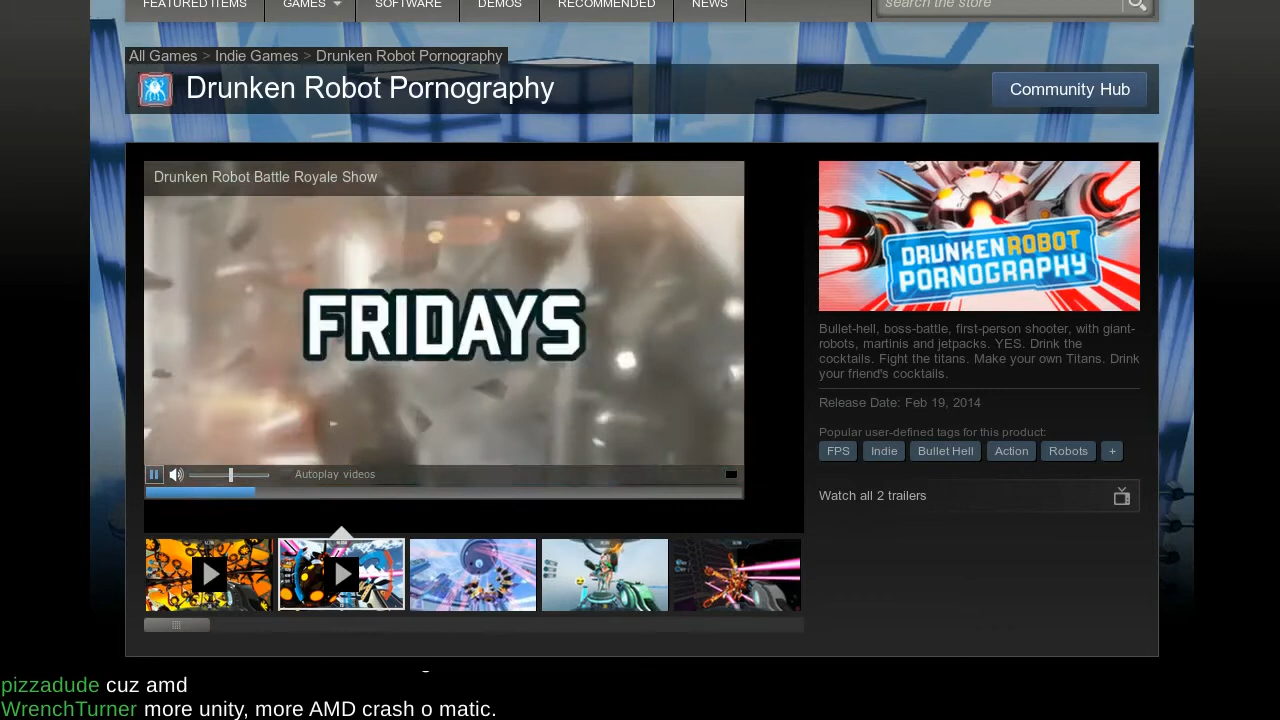 FEATURED ITEMS GAMES SOFTWARE DEMOS RECOMMENDED NEWS search the store
All Games > Indie Games > Drunken Robot Pornography
Drunken Robot Pornography
Community Hub
Drunken Robot Battle Royale Show
FRIDAYS
Autoplay videos
DRUNKEN ROBOT
PORNOGRAPHY
Bullet-hell, boss-battle, first-person shooter, with giant-
robots, martinis and jetpacks. YES. Drink the
cocktails. Fight the titans. Make your own Titans. Drink
your friend's cocktails.
Release Date: Feb 19, 2014
Popular user-defined tags for this product:
FPS Indie Bullet Hell Action Robots +
Watch all 2 trailers
pizzadude cuz amd
WrenchTurner more unity, more AMD crash o matic.